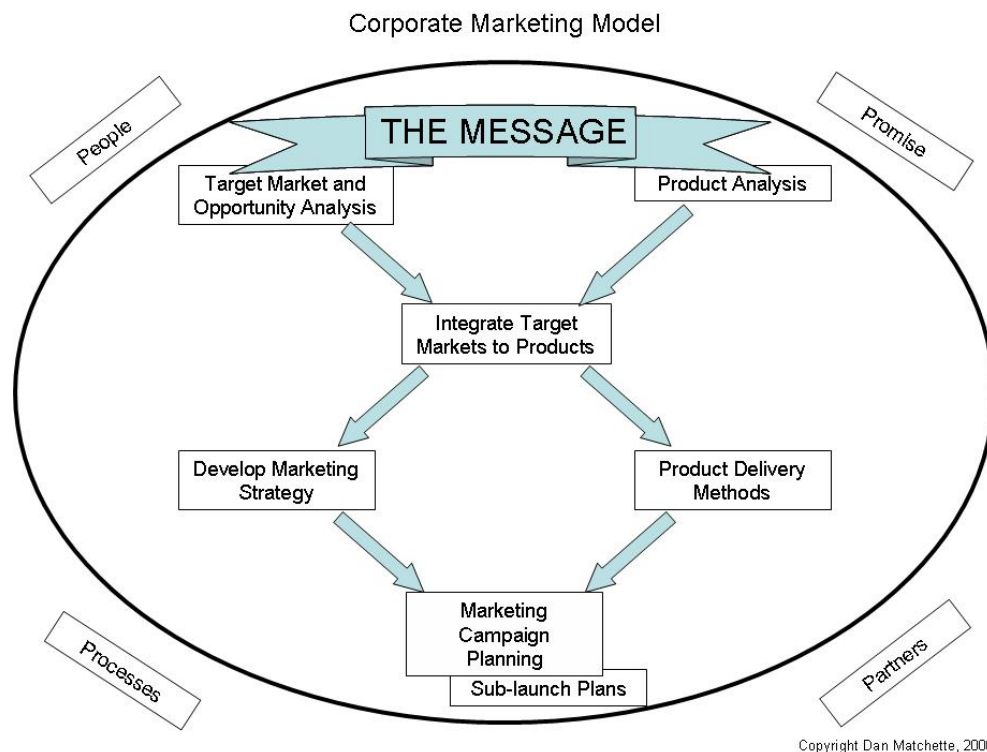 Corporate Marketing Model
People
Promise
THE MESSAGE
Target Market and
Opportunity Analysis
Product Analysis
Integrate Target
Markets to Products
Develop Marketing
Strategy
Product Delivery
Methods
Marketing
Campaign
Planning
Sub-launch Plans
Processes
Partners
Copyright Dan Matchette,